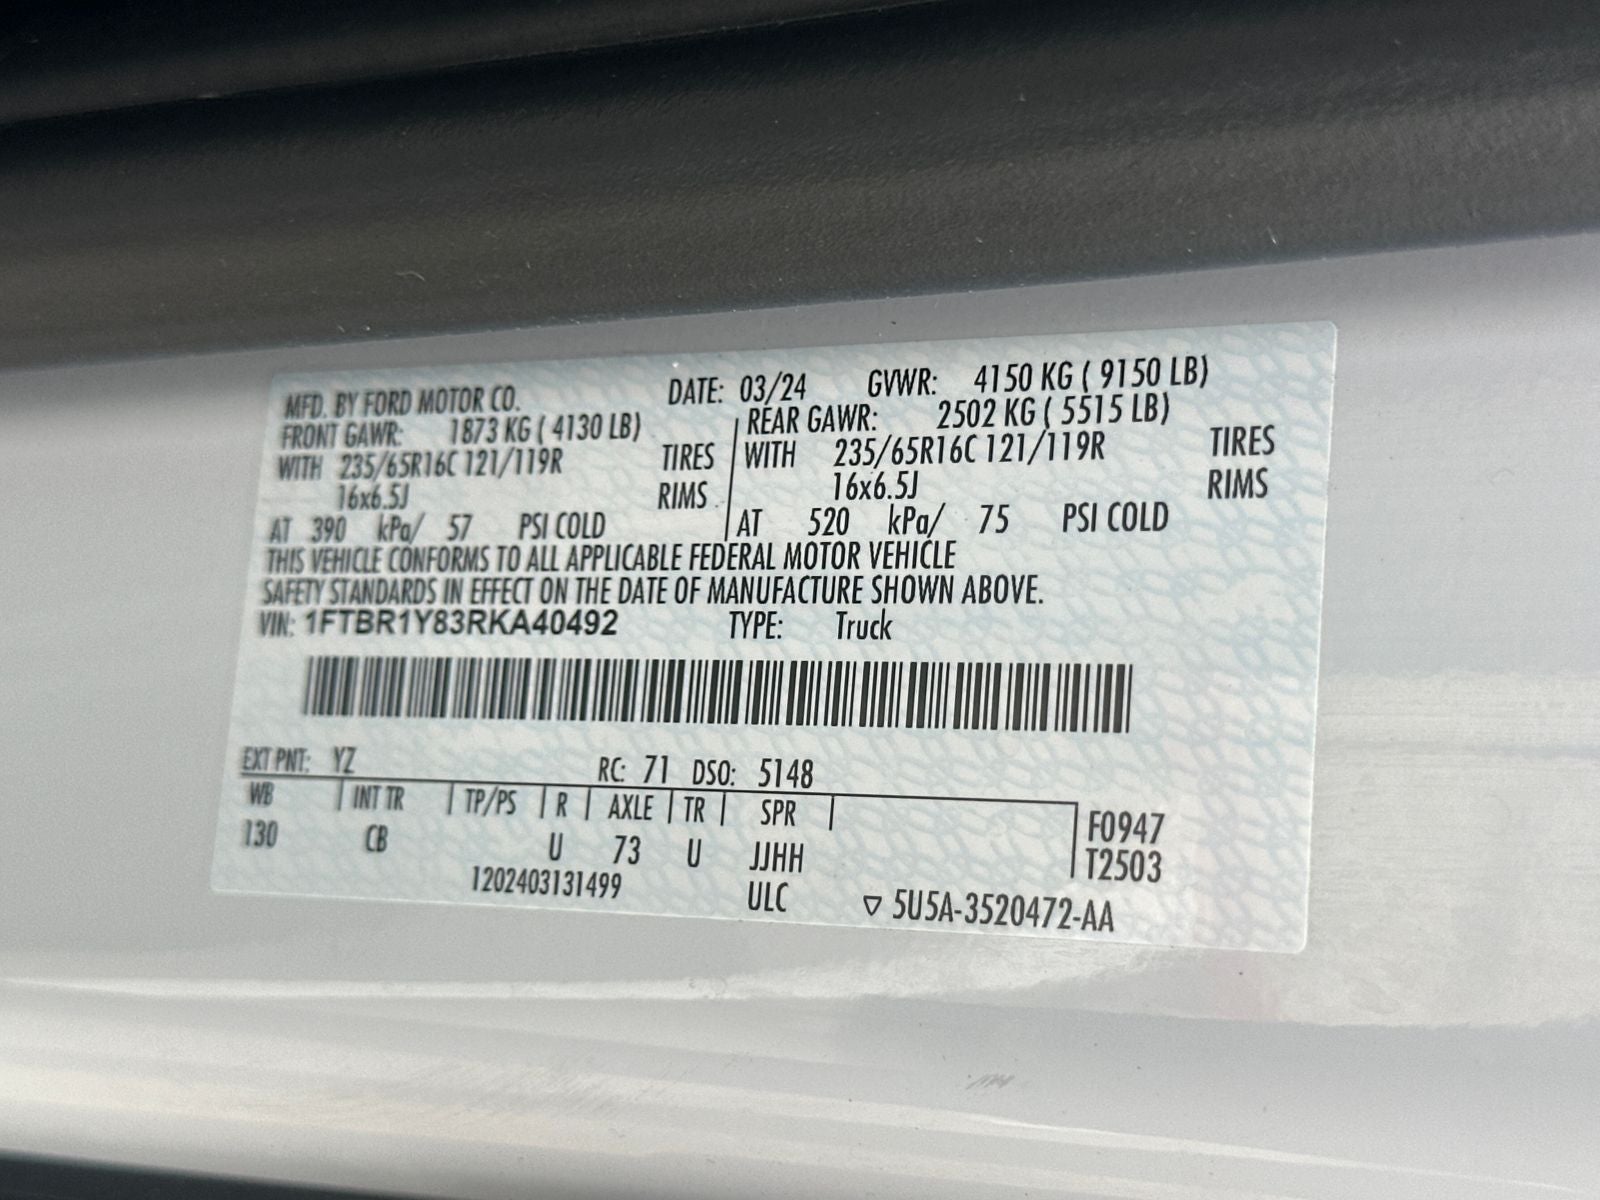 MFD. BY FORD MOTOR CO. DATE: 03/24 GVWR: 4150 KG ( 9150 LB)
FRONT GAWR: 1873 KG ( 4130 LB) REAR GAWR: 2502 KG ( 5515 LB)
WITH 235/65R16C 121/119R TIRES WITH 235/65R16C 121/119R TIRES
16x6.5J RIMS 16x6.5J RIMS
AT 390 kPa/ 57 PSI COLD AT 520 kPa/ 75 PSI COLD
THIS VEHICLE CONFORMS TO ALL APPLICABLE FEDERAL MOTOR VEHICLE
SAFETY STANDARDS IN EFFECT ON THE DATE OF MANUFACTURE SHOWN ABOVE.
VIN: 1FTBR1Y83RKA40492 TYPE: Truck
EXT PNT: YZ RC: 71 DSO: 5148
WB INT TR TP/PS R AXLE TR SPR F0947
130 CB U 73 U JJHH T2503
1202403131499 ULC ▽ 5U5A-3520472-AA